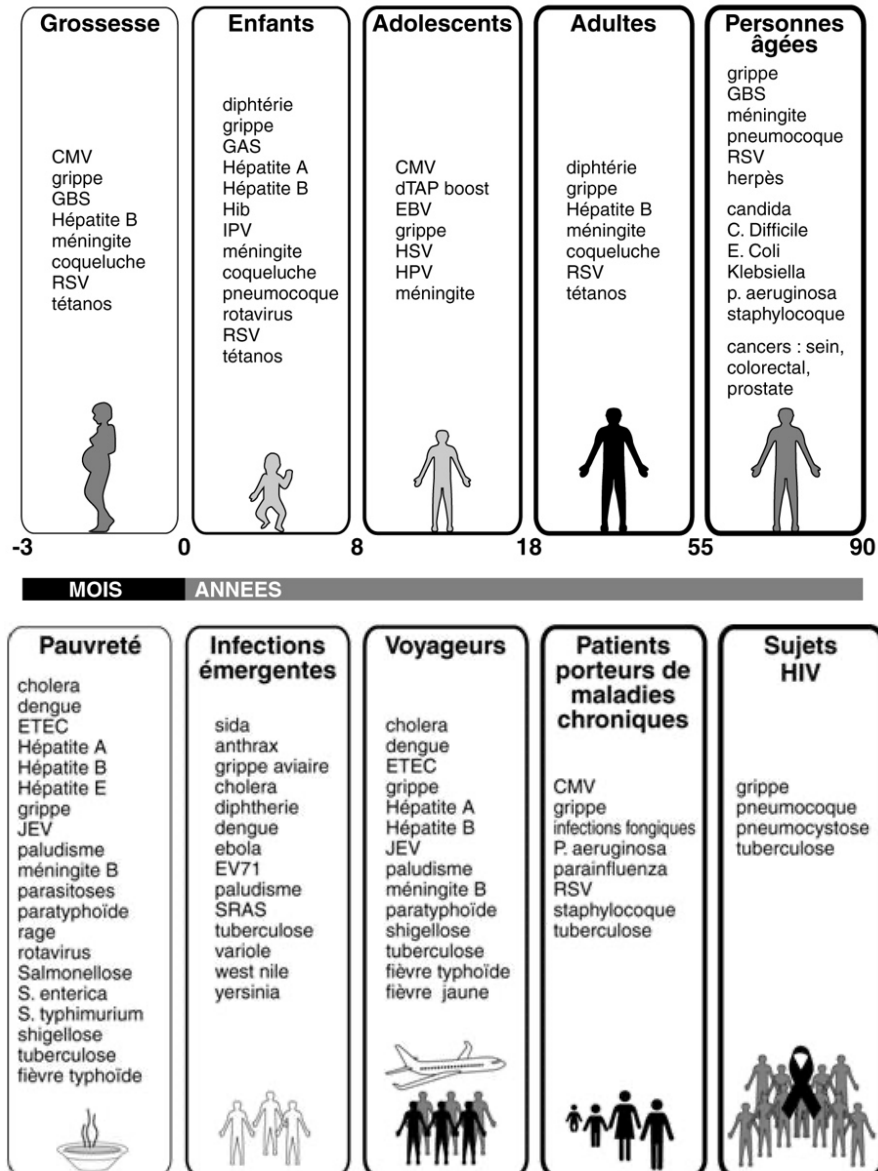 Grossesse
CMV
grippe
GBS
Hépatite B
méningite
coqueluche
RSV
tétanos
Enfants
diphtérie
grippe
GAS
Hépatite A
Hépatite B
Hib
IPV
méningite
coqueluche
pneumocoque
rotavirus
RSV
tétanos
Adolescents
CMV
dTAP boost
EBV
grippe
HSV
HPV
méningite
Adultes
diphtérie
grippe
Hépatite B
méningite
coqueluche
RSV
tétanos
Personnes
âgées
grippe
GBS
méningite
pneumocoque
RSV
herpès
candida
C. Difficile
E. Coli
Klebsiella
p. aeruginosa
staphylocoque
cancers : sein,
colorectal,
prostate
-3 0 8 18 55 90
MOIS ANNEES
Pauvreté
cholera
dengue
ETEC
Hépatite A
Hépatite B
Hépatite E
grippe
JEV
paludisme
méningite B
parasitoses
paratyphoïde
rage
rotavirus
Salmonellose
S. enterica
S. typhimurium
shigellose
tuberculose
fièvre typhoïde
Infections
émergentes
sida
anthrax
grippe aviaire
cholera
diphtherie
dengue
ebola
EV71
paludisme
SRAS
tuberculose
variole
west nile
yersinia
Voyageurs
cholera
dengue
ETEC
grippe
Hépatite A
Hépatite B
JEV
paludisme
méningite B
paratyphoïde
shigellose
tuberculose
fièvre typhoïde
fièvre jaune
Patients
porteurs de
maladies
chroniques
CMV
grippe
infections fongiques
P. aeruginosa
parainfluenza
RSV
staphylocoque
tuberculose
Sujets
HIV
grippe
pneumocoque
pneumocystose
tuberculose